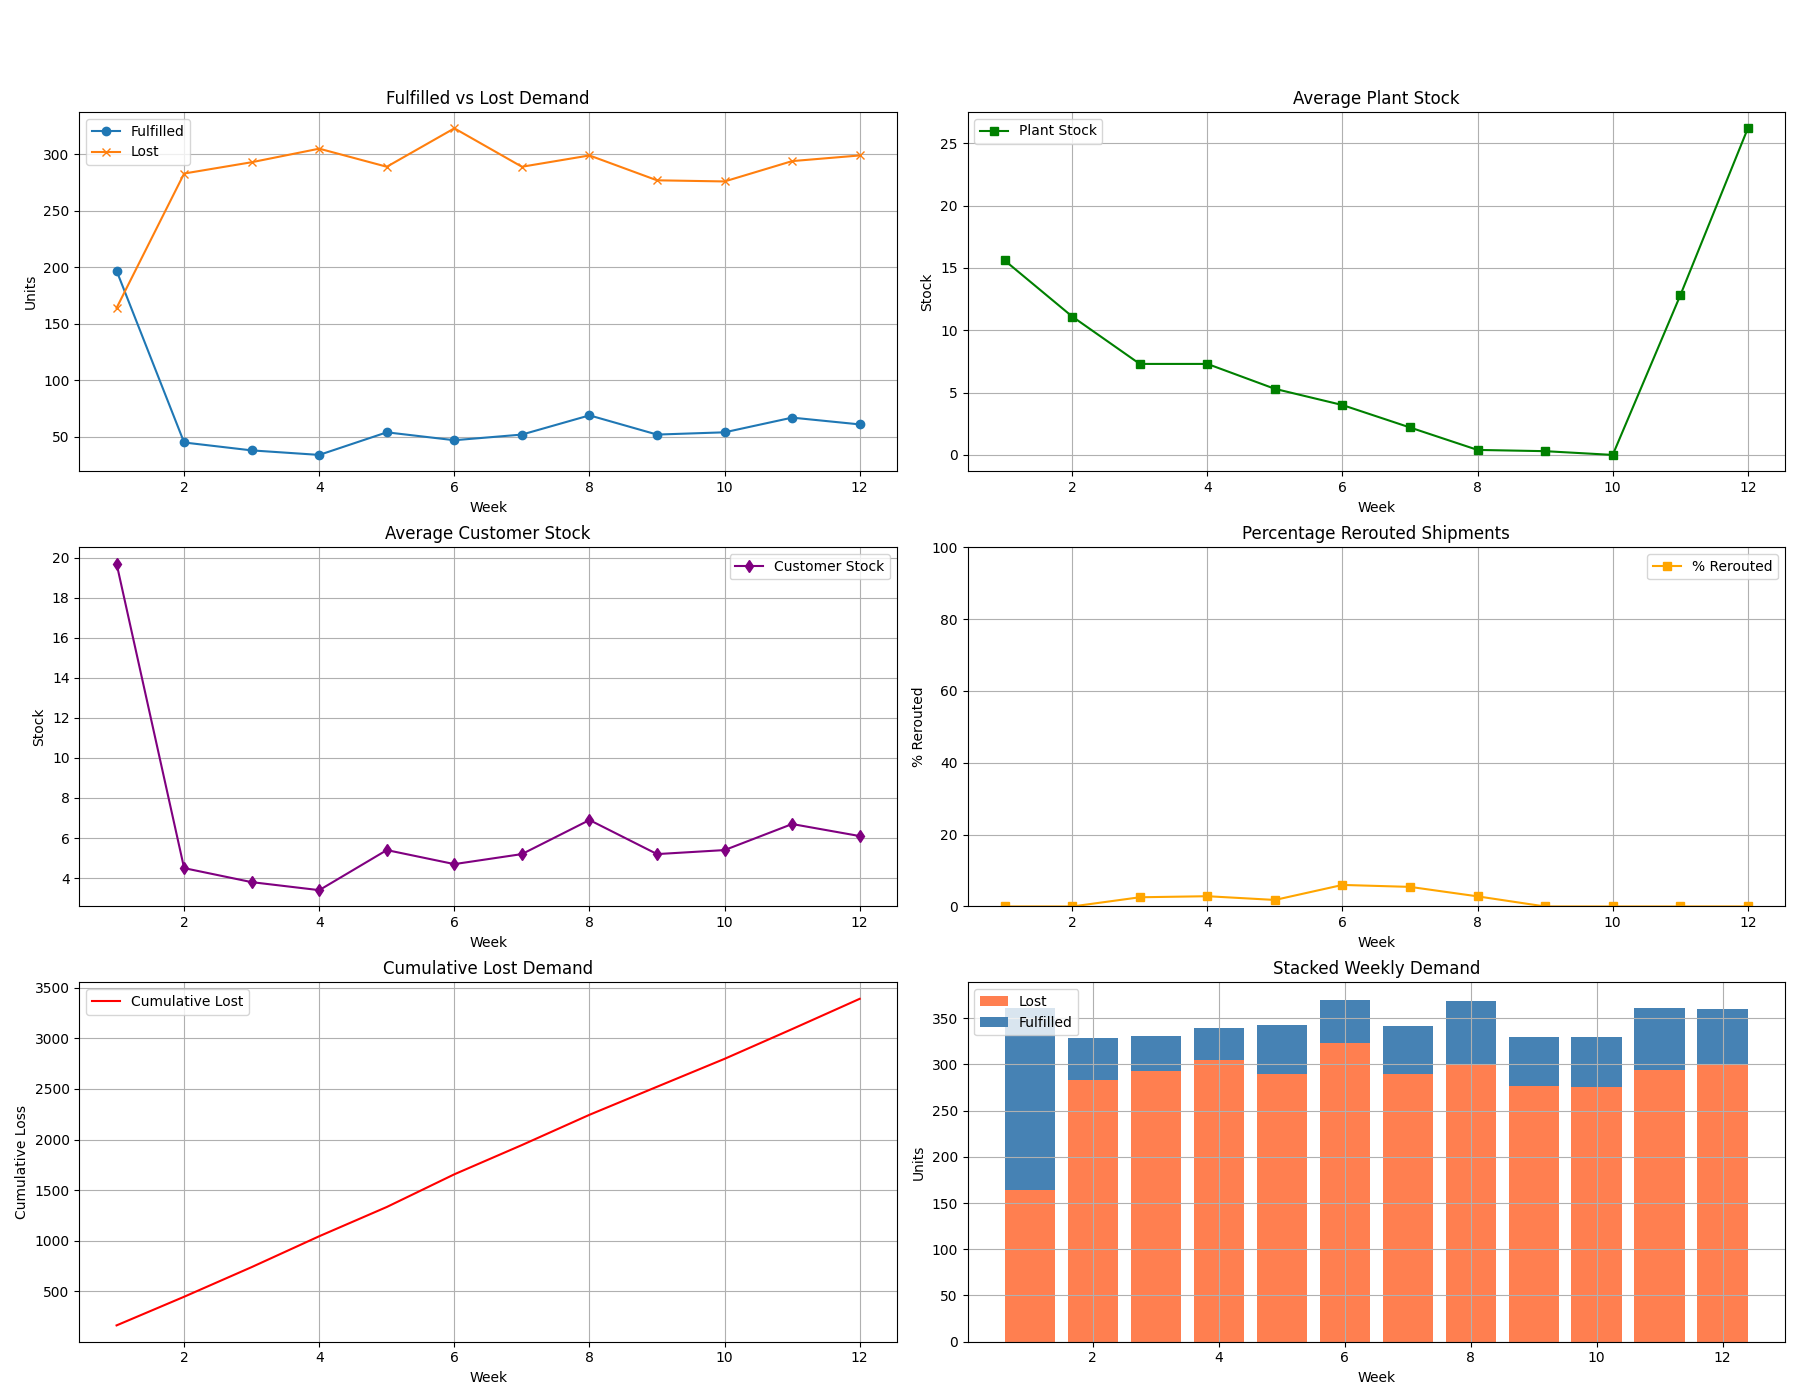 Fulfilled vs Lost Demand
Fulfilled
Lost
Units
300
250
200
150
100
50
2 4 6 8 10 12
Week
Average Plant Stock
Plant Stock
Stock
25
20
15
10
5
0
2 4 6 8 10 12
Week
Average Customer Stock
Customer Stock
Stock
20
18
16
14
12
10
8
6
4
2 4 6 8 10 12
Week
Percentage Rerouted Shipments
% Rerouted
% Rerouted
100
80
60
40
20
0
2 4 6 8 10 12
Week
Cumulative Lost Demand
Cumulative Lost
Cumulative Loss
3500
3000
2500
2000
1500
1000
500
2 4 6 8 10 12
Week
Stacked Weekly Demand
Lost
Fulfilled
Units
350
300
250
200
150
100
50
0
2 4 6 8 10 12
Week